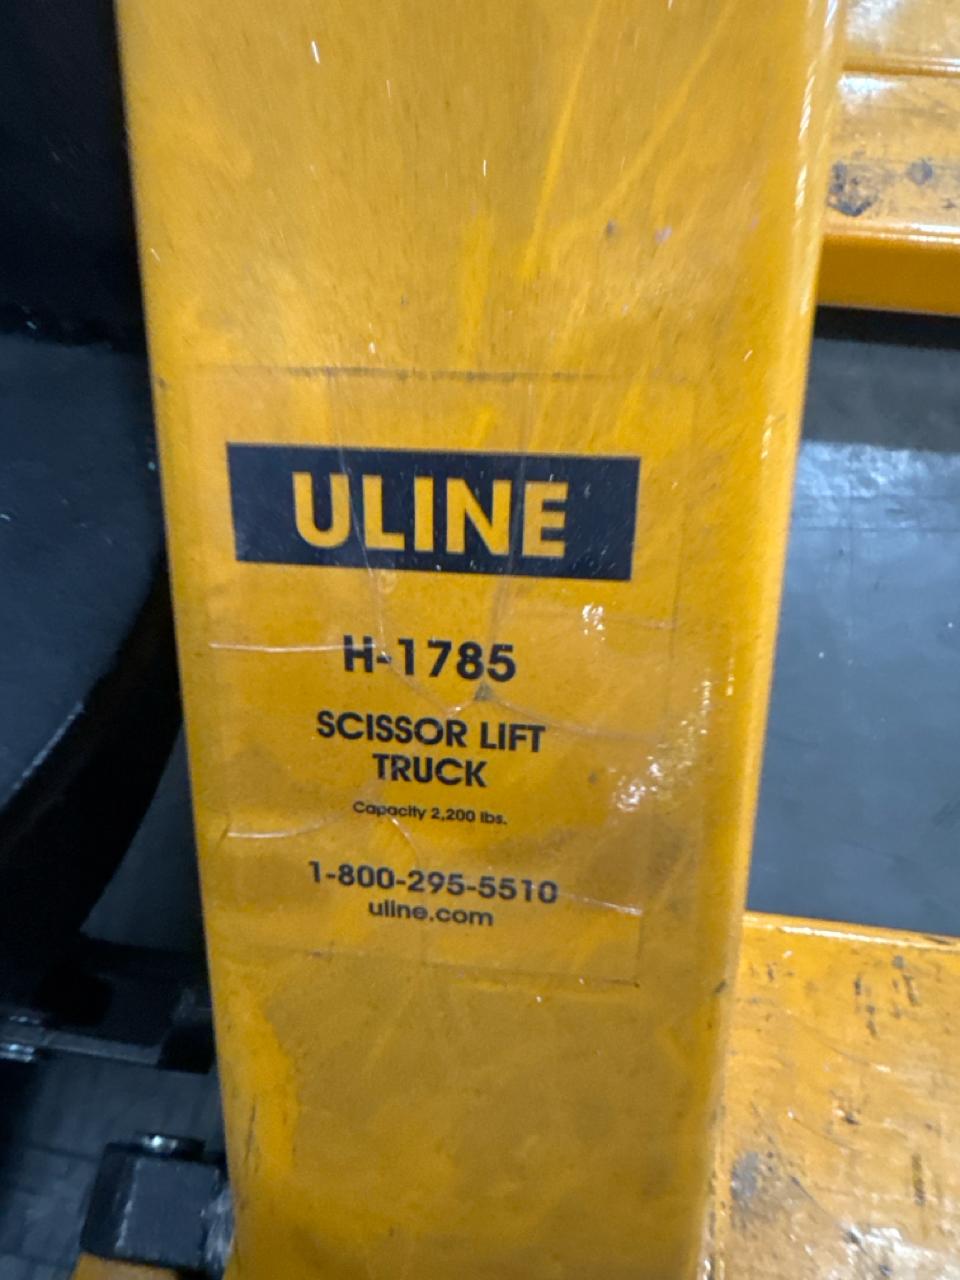 ULINE
H-1785
SCISSOR LIFT
TRUCK
Capacity 2,200 lbs.
1-800-295-5510
uline.com